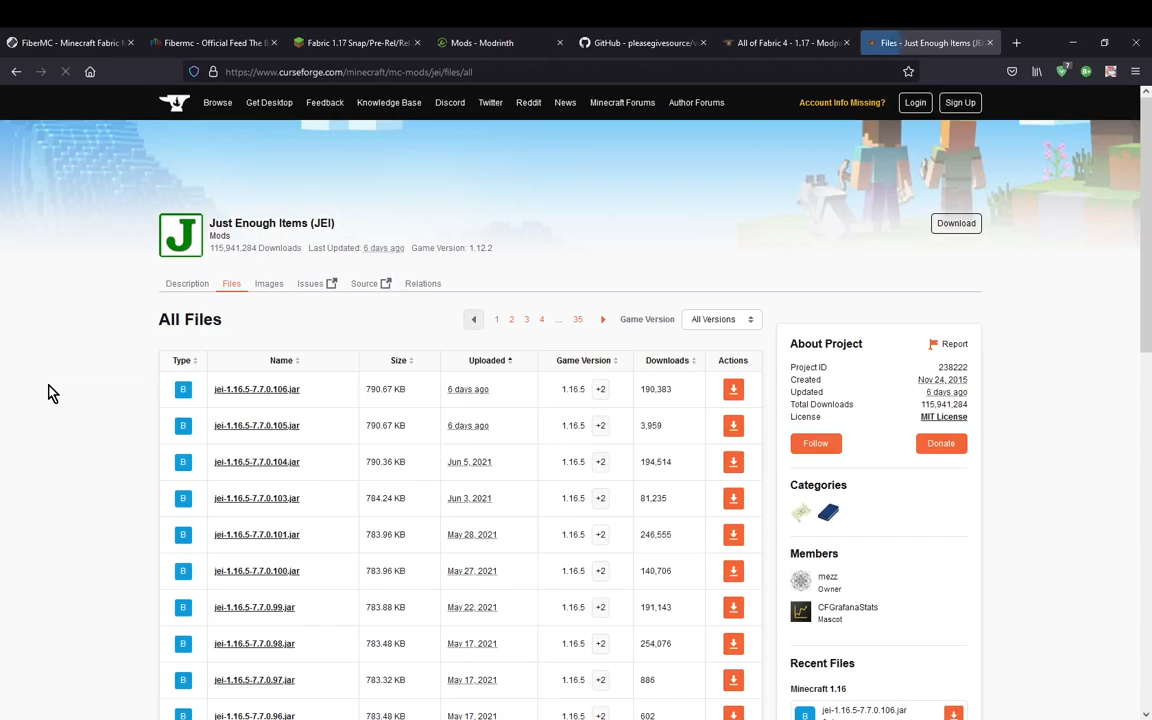 FiberMC - Minecraft Fabric M
Fibermc - Official Feed The B
Fabric 1.17 Snap/Pre-Rel/Re
Mods - Modrinth
GitHub - pleasegivesource/v
All of Fabric 4 - 1.17 - Modpa
Files - Just Enough Items (JEI)
https://www.curseforge.com/minecraft/mc-mods/jei/files/all
7
Browse Get Desktop Feedback Knowledge Base Discord Twitter Reddit News Minecraft Forums Author Forums Account Info Missing? Login Sign Up
J
Just Enough Items (JEI)
Mods
115,941,284 Downloads Last Updated: 6 days ago Game Version: 1.12.2
Download
Description Files Images Issues Source Relations
All Files
1 2 3 4 ... 35 Game Version All Versions
Type Name Size Uploaded Game Version Downloads Actions
B jei-1.16.5-7.7.0.106.jar 790.67 KB 6 days ago 1.16.5 +2 190,383
B jei-1.16.5-7.7.0.105.jar 790.67 KB 6 days ago 1.16.5 +2 3,959
B jei-1.16.5-7.7.0.104.jar 790.36 KB Jun 5, 2021 1.16.5 +2 194,514
B jei-1.16.5-7.7.0.103.jar 784.24 KB Jun 3, 2021 1.16.5 +2 81,235
B jei-1.16.5-7.7.0.101.jar 783.96 KB May 28, 2021 1.16.5 +2 246,555
B jei-1.16.5-7.7.0.100.jar 783.96 KB May 27, 2021 1.16.5 +2 140,706
B jei-1.16.5-7.7.0.99.jar 783.88 KB May 22, 2021 1.16.5 +2 191,143
B jei-1.16.5-7.7.0.98.jar 783.48 KB May 17, 2021 1.16.5 +2 254,076
B jei-1.16.5-7.7.0.97.jar 783.32 KB May 17, 2021 1.16.5 +2 886
B jei-1.16.5-7.7.0.96.jar 783.48 KB May 17, 2021 1.16.5 +2 602
About Project
Report
Project ID 238222
Created Nov 24, 2015
Updated 6 days ago
Total Downloads 115,941,284
License MIT License
Follow Donate
Categories
Members
mezz
Owner
CFGrafanaStats
Mascot
Recent Files
Minecraft 1.16
B jei-1.16.5-7.7.0.106.jar